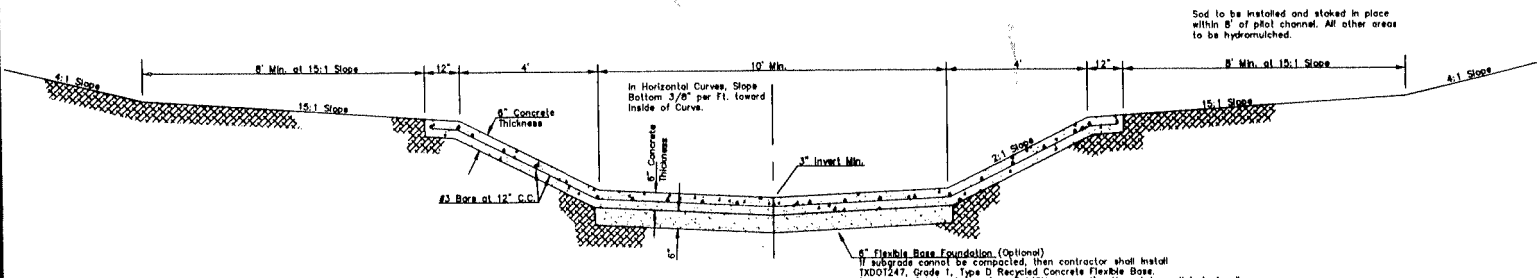 Sod to be installed and staked in place
within 8' of pilot channel. All other areas
to be hydromulched.
4:1 Slope
8' Min. at 15:1 Slope
12"
4'
10' Min.
4'
12"
8' Min. at 15:1 Slope
4:1 Slope
In Horizontal Curves, Slope
Bottom 3/8" per Ft. toward
Inside of Curve.
15:1 Slope
6" Concrete
Thickness
6" Concrete
Thickness
3" Invert Min.
2:1 Slope
15:1 Slope
#3 Bars at 12" C.C.
6"
6" Flexible Base Foundation (Optional)
If subgrade cannot be compacted, then contractor shall install
TXDOT247, Grade 1, Type D Recycled Concrete Flexible Base.